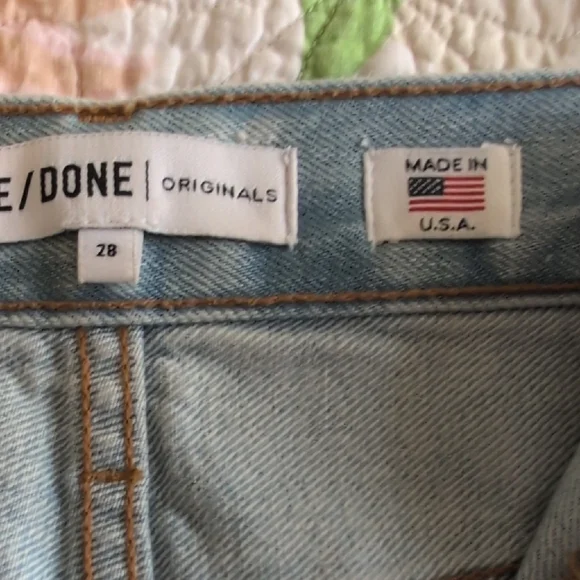 E/DONE | ORIGINALS
28
MADE IN
U.S.A.